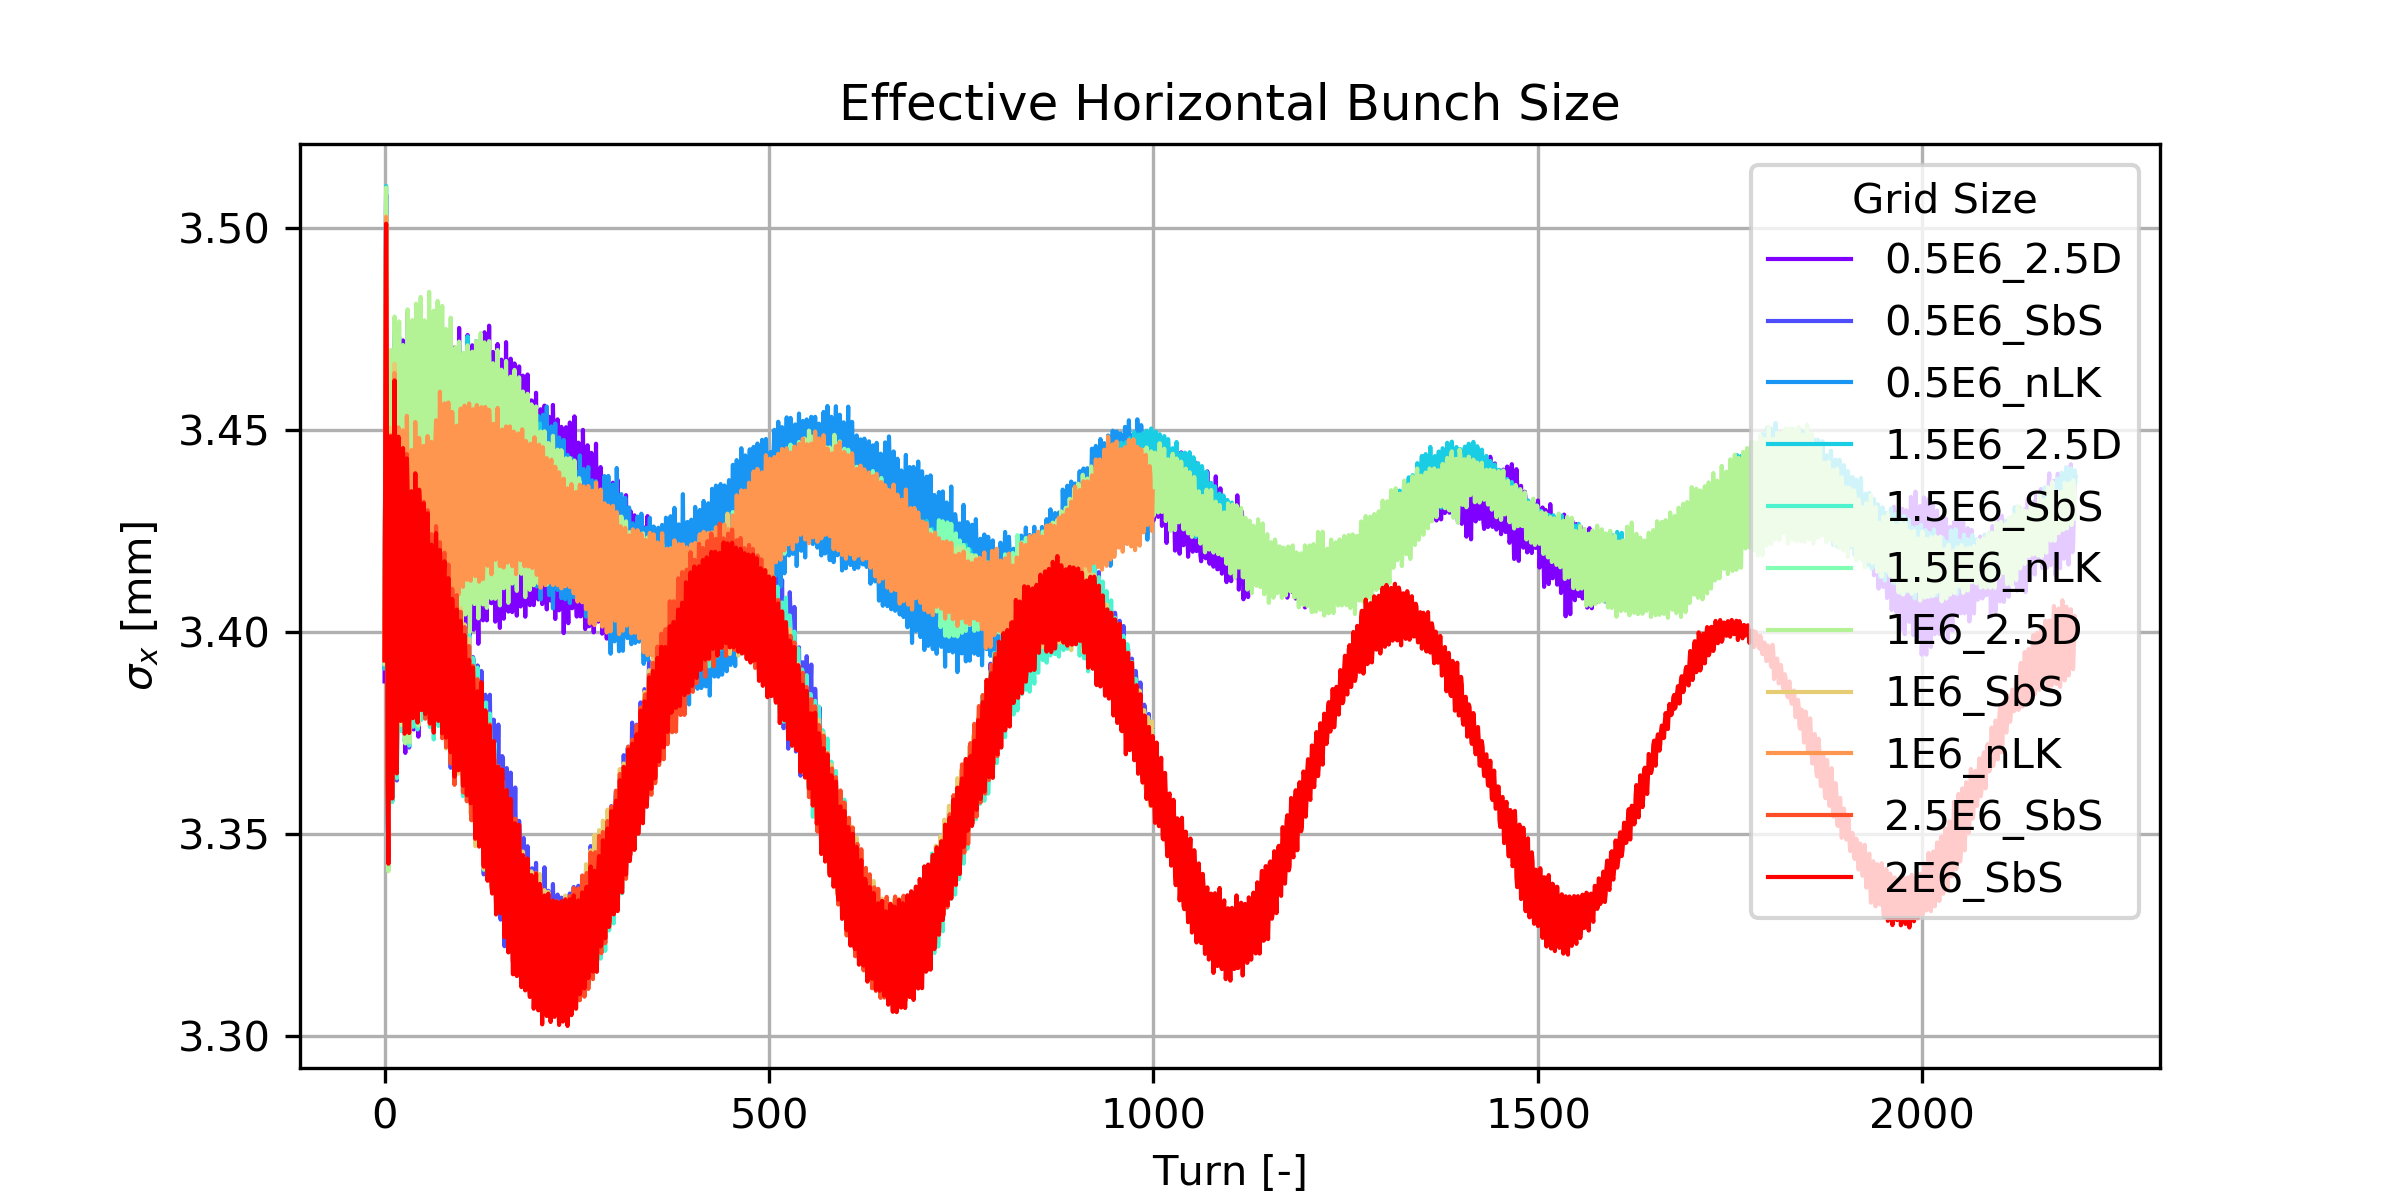 Effective Horizontal Bunch Size
σx [mm]
3.50
3.45
3.40
3.35
3.30
Grid Size
0.5E6_2.5D
0.5E6_SbS
0.5E6_nLK
1.5E6_2.5D
1.5E6_SbS
1.5E6_nLK
1E6_2.5D
1E6_SbS
1E6_nLK
2.5E6_SbS
2E6_SbS
0 500 1000 1500 2000
Turn [-]